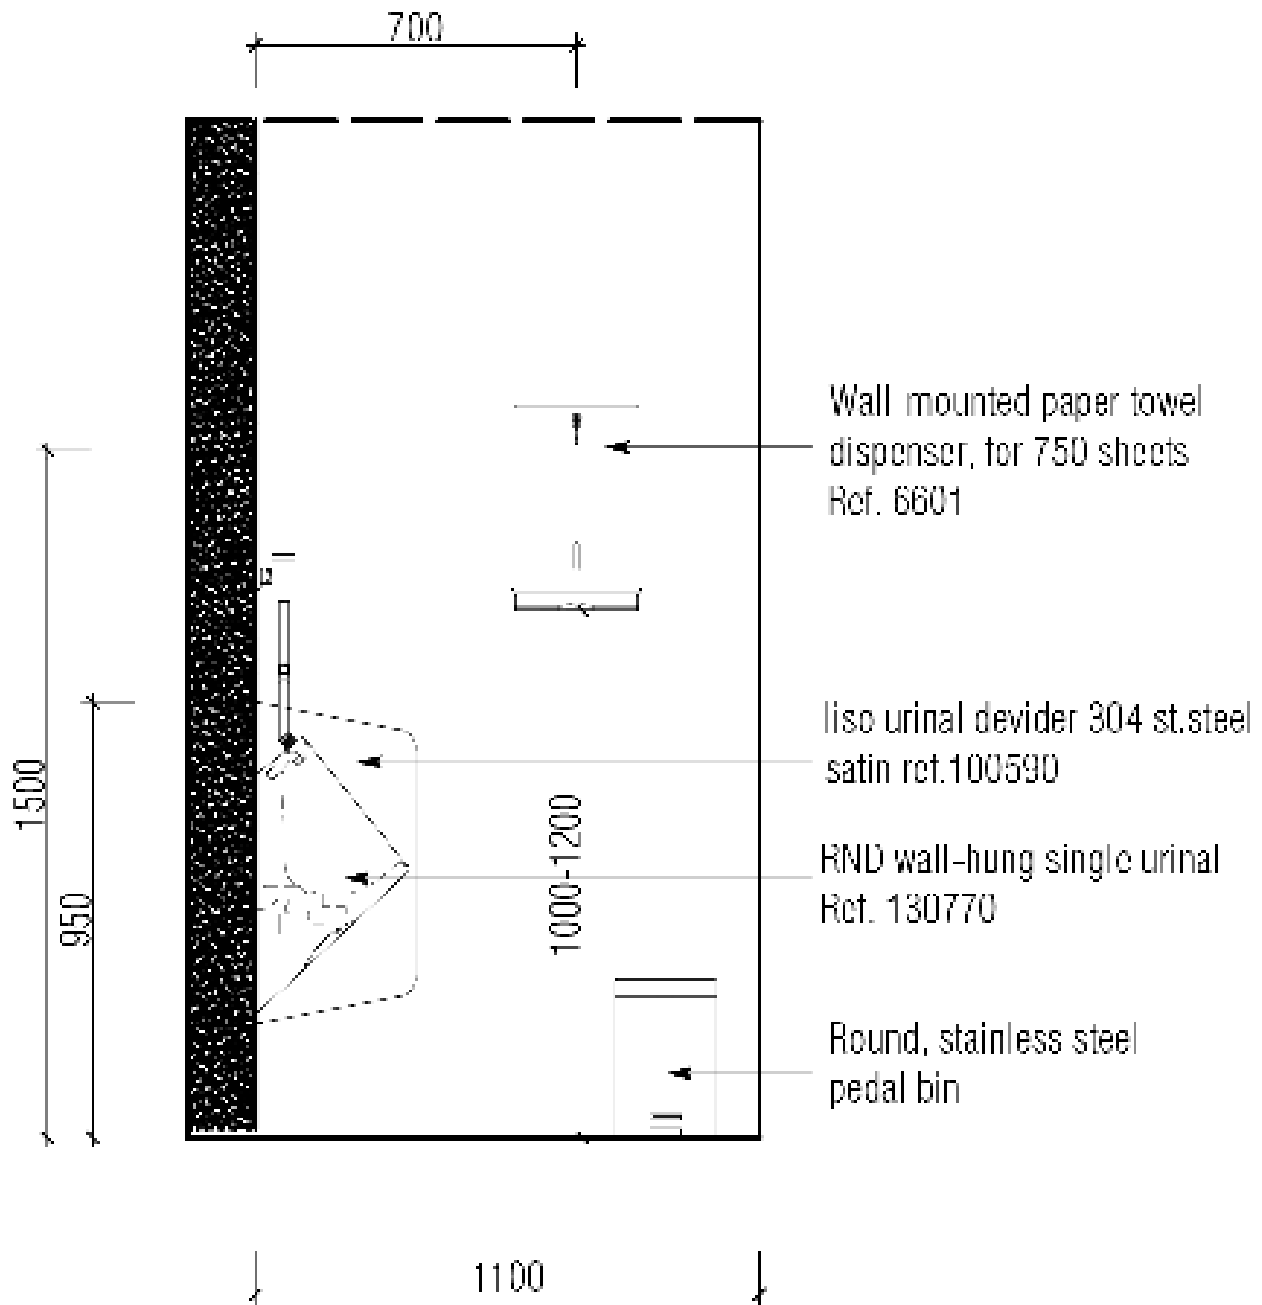 700
Wall mounted paper towel
dispenser, for 750 sheets
Ref. 6601
liso urinal devider 304 st.steel
satin ref.100590
1500
1000-1200
RND wall-hung single urinal
Ref. 130770
950
Round, stainless steel
pedal bin
1100